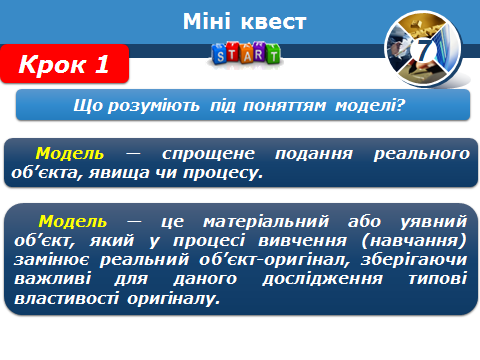 Міні квест
START
7
Крок 1
Що розуміють під поняттям моделі?
Модель — спрощене подання реального
об’єкта, явища чи процесу.
Модель — це матеріальний або уявний
об’єкт, який у процесі вивчення (навчання)
замінює реальний об’єкт-оригінал, зберігаючи
важливі для даного дослідження типові
властивості оригіналу.